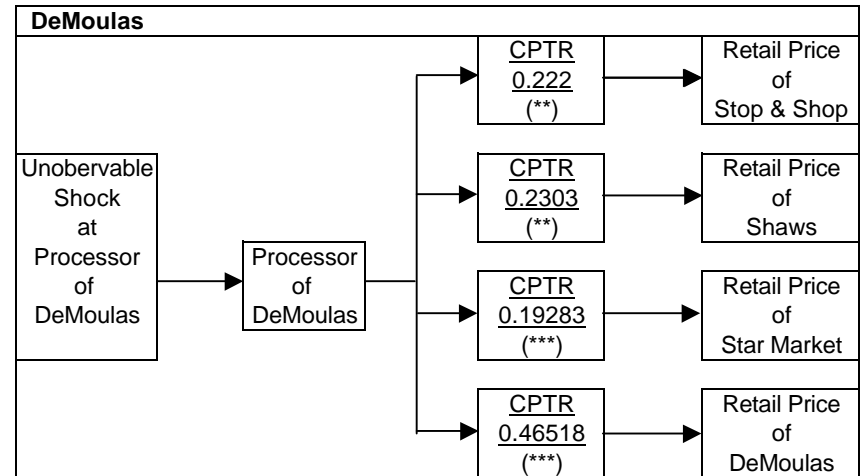 DeMoulas
CPTR
0.222
(**)
Retail Price
of
Stop & Shop
Unobervable
Shock
at
Processor
of
DeMoulas
Processor
of
DeMoulas
CPTR
0.2303
(**)
Retail Price
of
Shaws
CPTR
0.19283
(***)
Retail Price
of
Star Market
CPTR
0.46518
(***)
Retail Price
of
DeMoulas